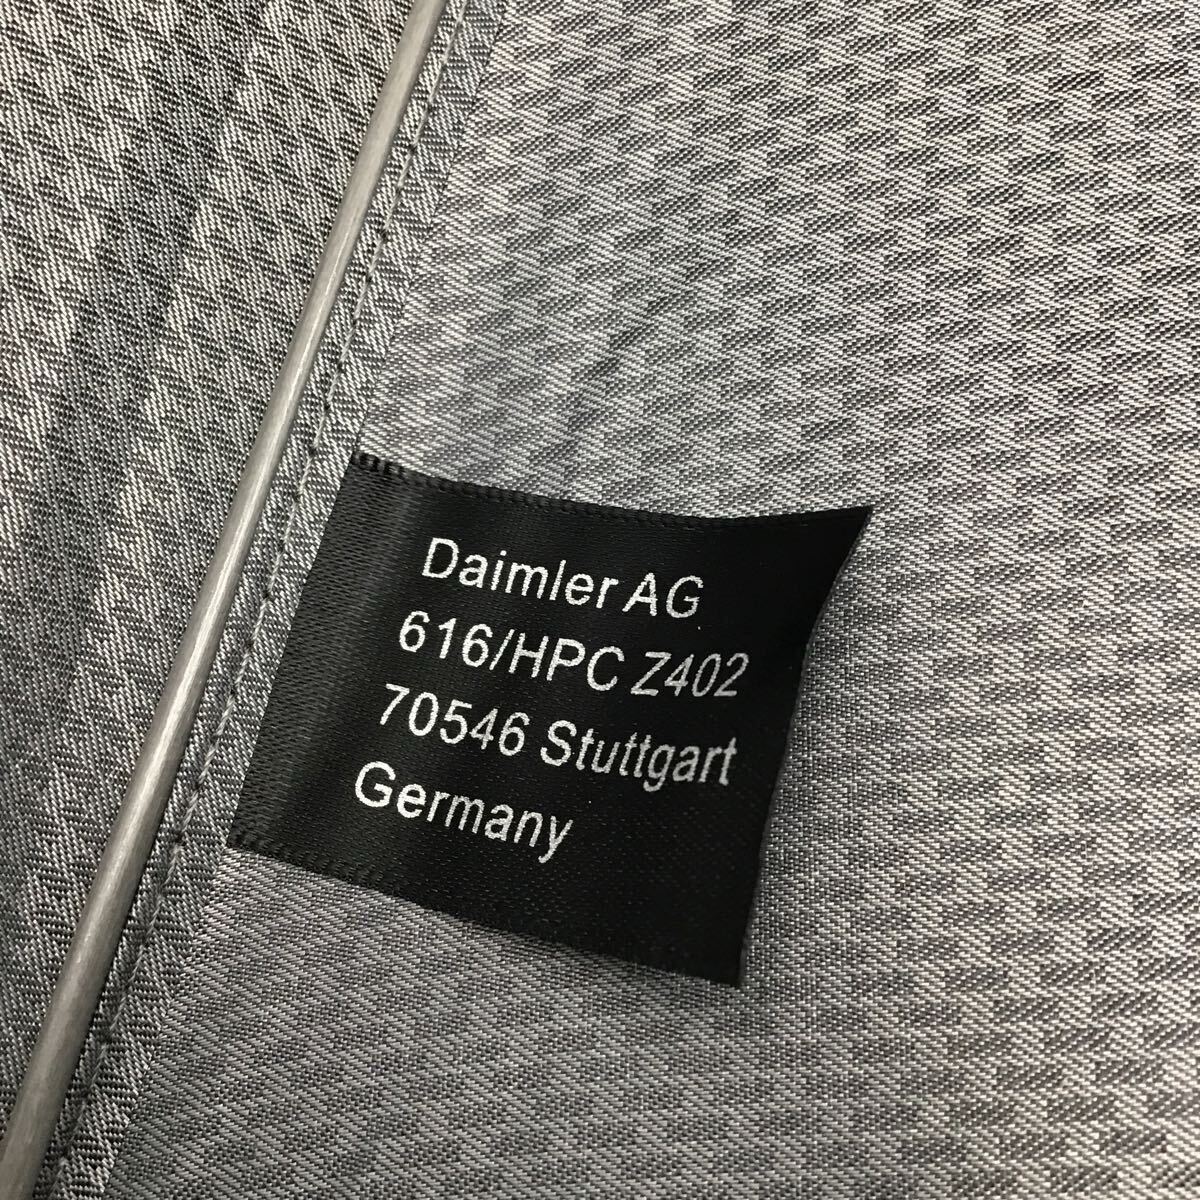 Daimler AG
616/HPC Z402
70546 Stuttgart
Germany